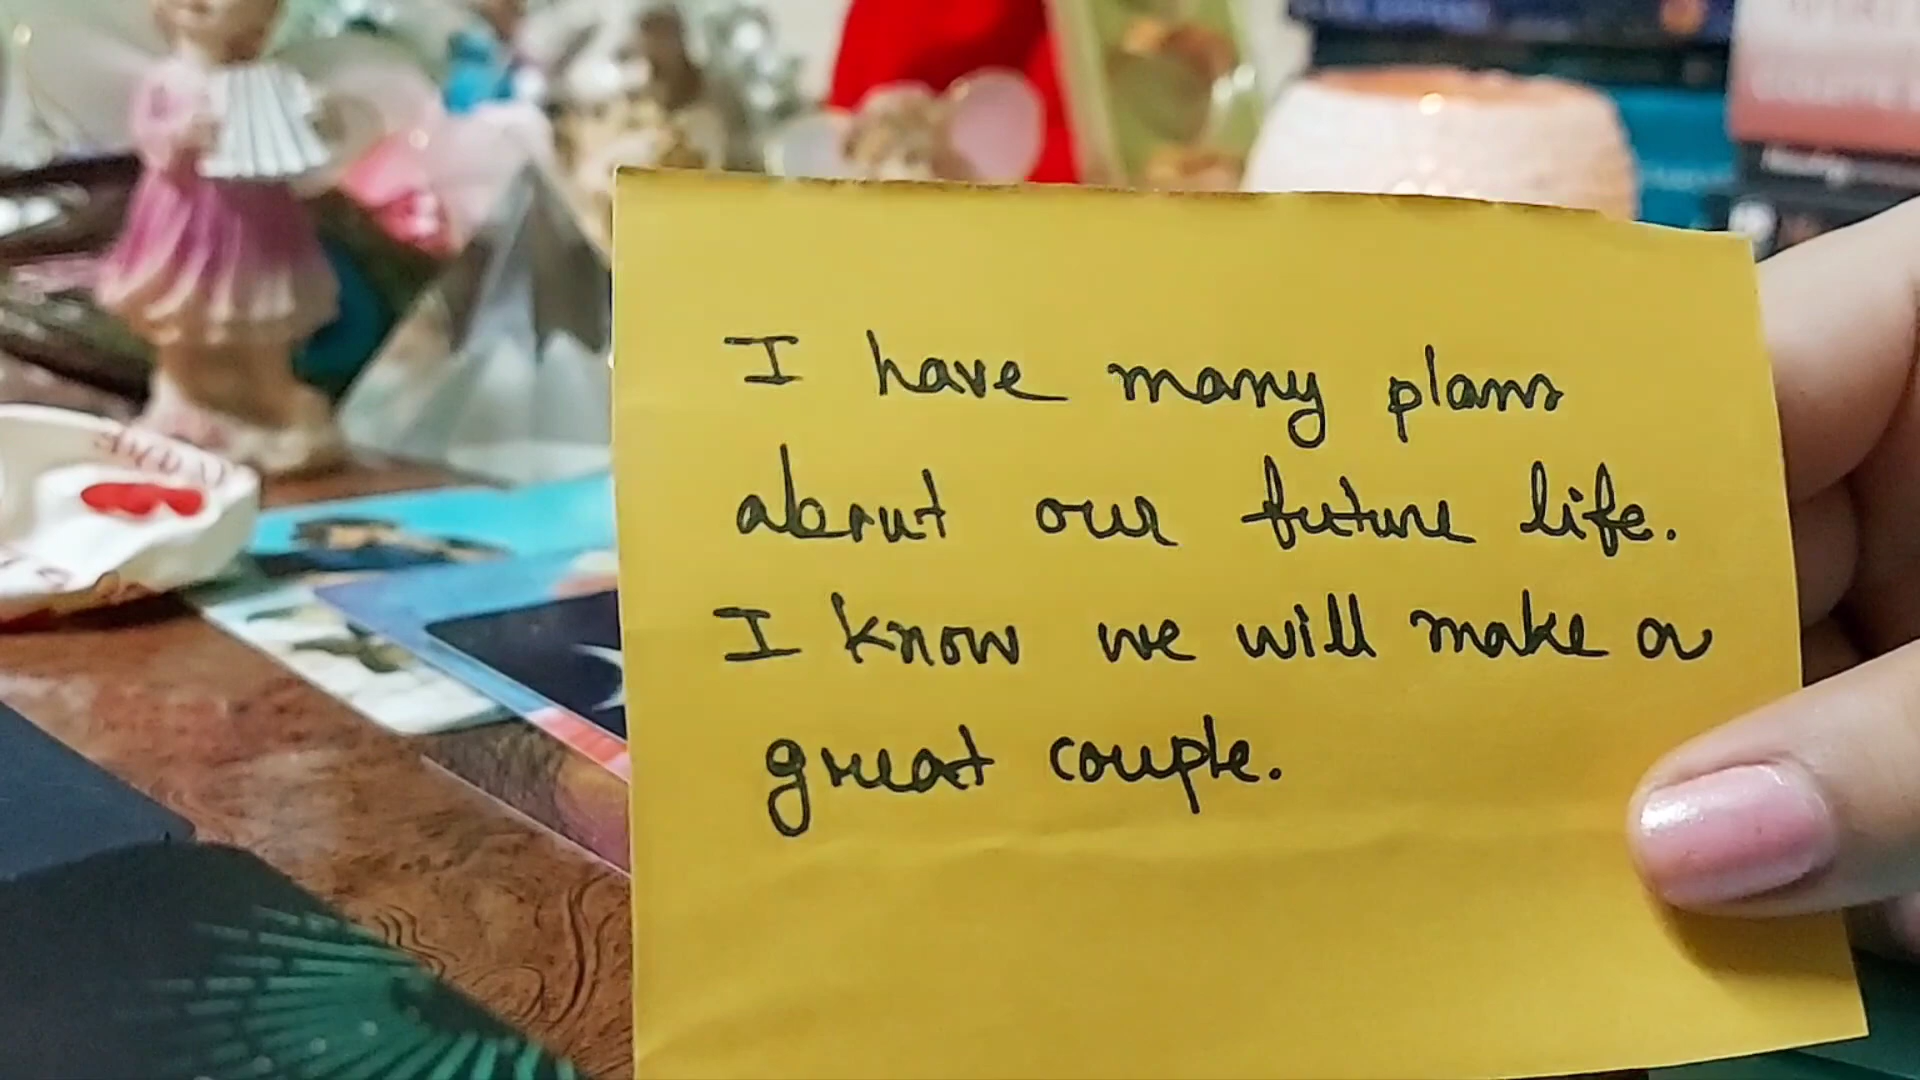 I have many plans
about our future life.
I know we will make a
great couple.